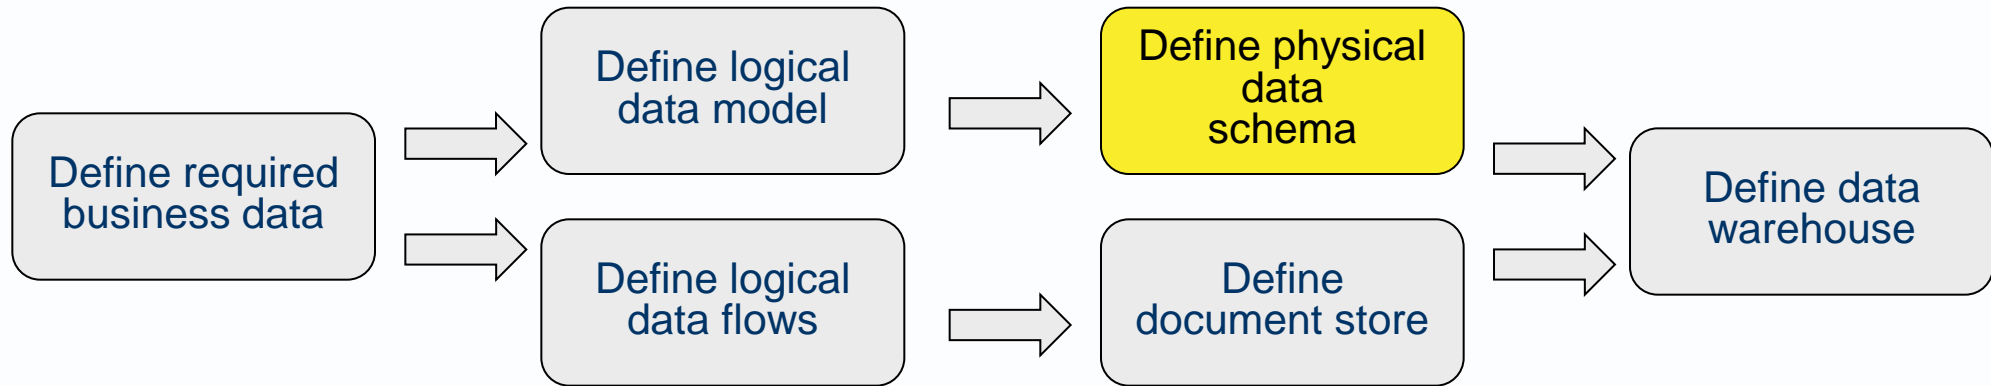 Define required
business data
Define logical
data model
Define logical
data flows
Define physical
data
schema
Define
document store
Define data
warehouse